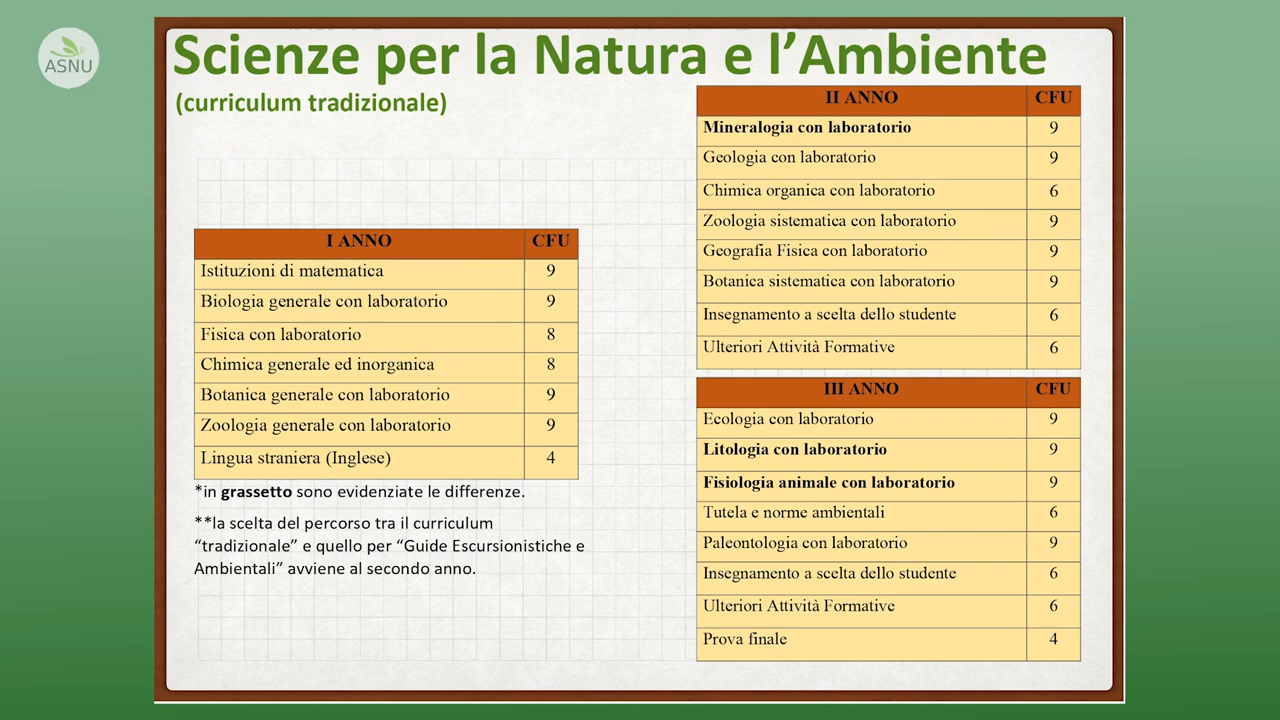 ASNU
Scienze per la Natura e l’Ambiente
(curriculum tradizionale)
I ANNO CFU
Istituzioni di matematica 9
Biologia generale con laboratorio 9
Fisica con laboratorio 8
Chimica generale ed inorganica 8
Botanica generale con laboratorio 9
Zoologia generale con laboratorio 9
Lingua straniera (Inglese) 4
*in grassetto sono evidenziate le differenze.
**la scelta del percorso tra il curriculum
“tradizionale” e quello per “Guide Escursionistiche e
Ambientali” avviene al secondo anno.
II ANNO CFU
Mineralogia con laboratorio 9
Geologia con laboratorio 9
Chimica organica con laboratorio 6
Zoologia sistematica con laboratorio 9
Geografia Fisica con laboratorio 9
Botanica sistematica con laboratorio 9
Insegnamento a scelta dello studente 6
Ulteriori Attività Formative 6
III ANNO CFU
Ecologia con laboratorio 9
Litologia con laboratorio 9
Fisiologia animale con laboratorio 9
Tutela e norme ambientali 6
Paleontologia con laboratorio 9
Insegnamento a scelta dello studente 6
Ulteriori Attività Formative 6
Prova finale 4